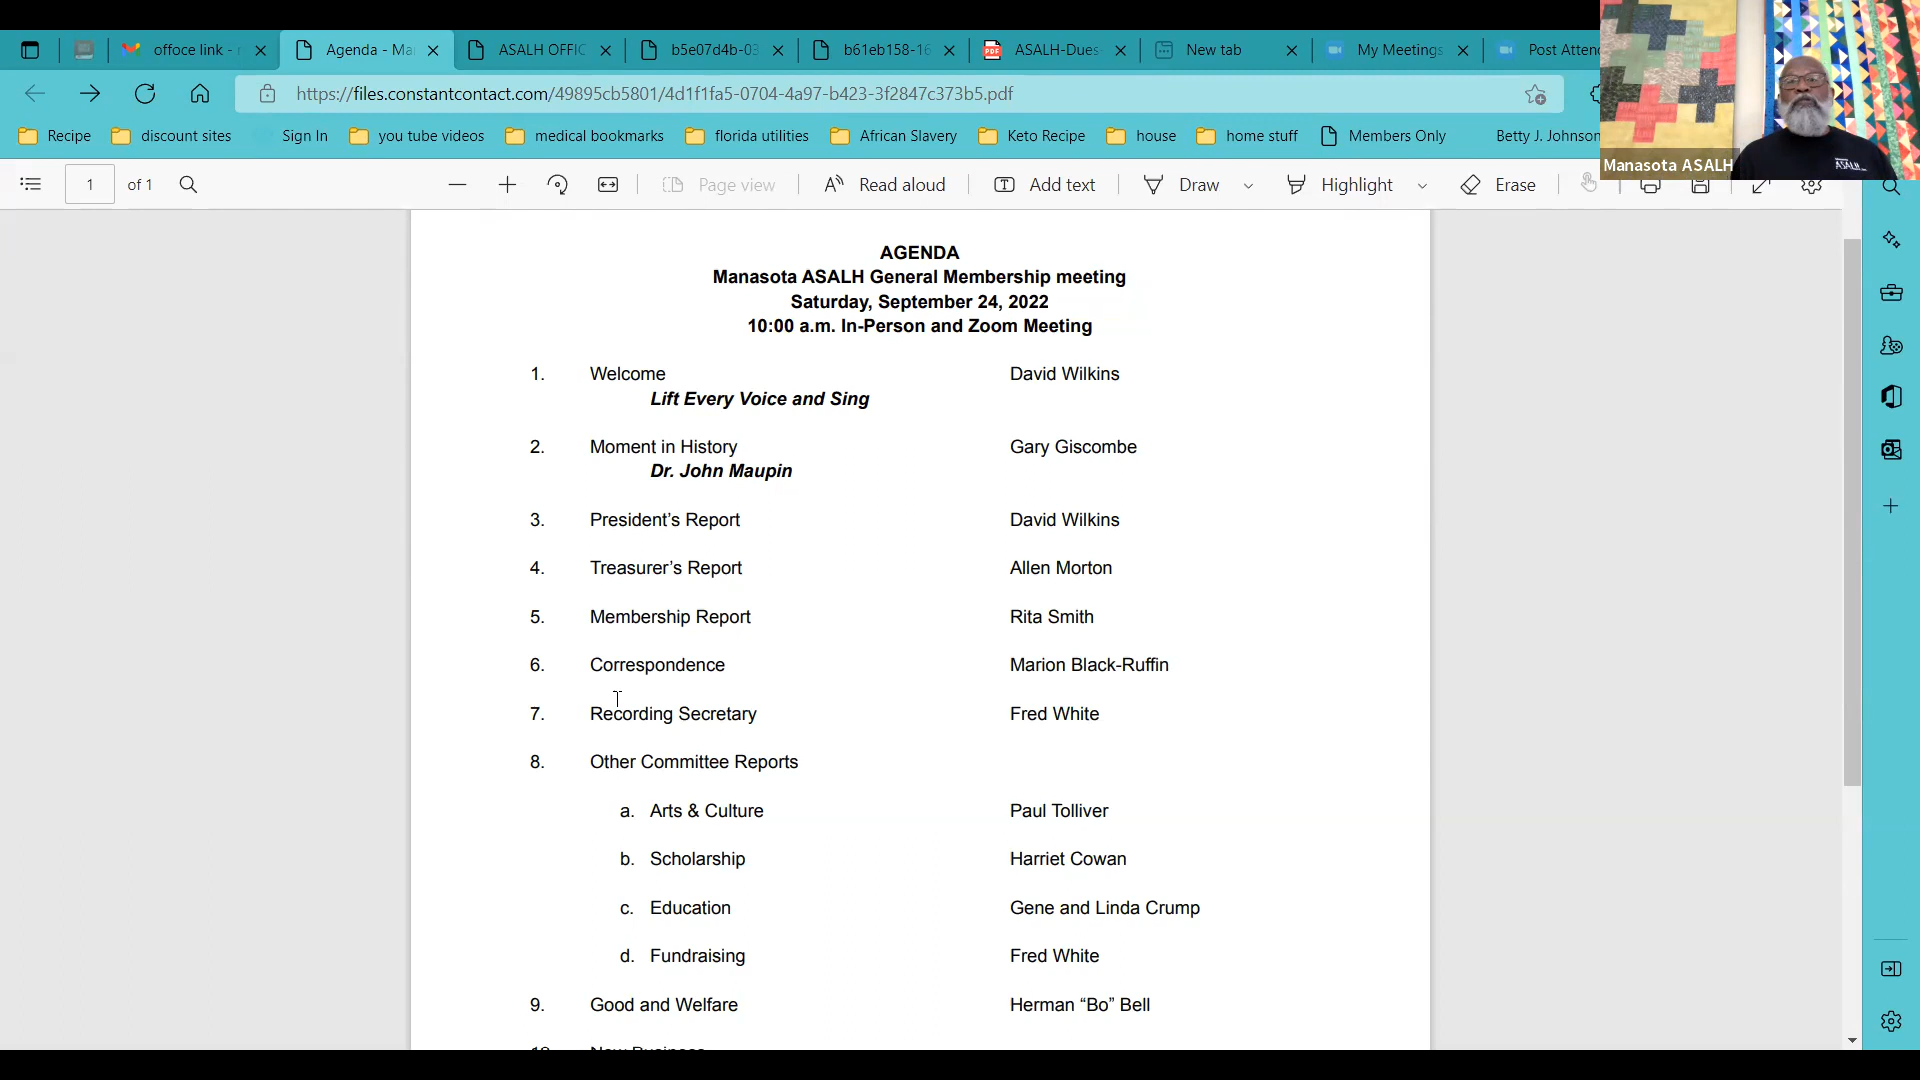 offoce link -
Agenda - Ma
ASALH OFFIC
b5e07d4b-03
b61eb158-16
ASALH-Dues-
New tab
My Meetings
Post Atten
https://files.constantcontact.com/49895cb5801/4d1f1fa5-0704-4a97-b423-3f2847c373b5.pdf
Recipe discount sites Sign In you tube videos medical bookmarks florida utilities African Slavery Keto Recipe house home stuff Members Only Betty J. Johnson
Manasota ASALH
ASALH
1 of 1 Page view Read aloud Add text Draw Highlight Erase
AGENDA
Manasota ASALH General Membership meeting
Saturday, September 24, 2022
10:00 a.m. In-Person and Zoom Meeting
1. Welcome David Wilkins
Lift Every Voice and Sing
2. Moment in History Gary Giscombe
Dr. John Maupin
3. President’s Report David Wilkins
4. Treasurer’s Report Allen Morton
5. Membership Report Rita Smith
6. Correspondence Marion Black-Ruffin
7. Recording Secretary Fred White
8. Other Committee Reports
a. Arts & Culture Paul Tolliver
b. Scholarship Harriet Cowan
c. Education Gene and Linda Crump
d. Fundraising Fred White
9. Good and Welfare Herman “Bo” Bell
10. New Business